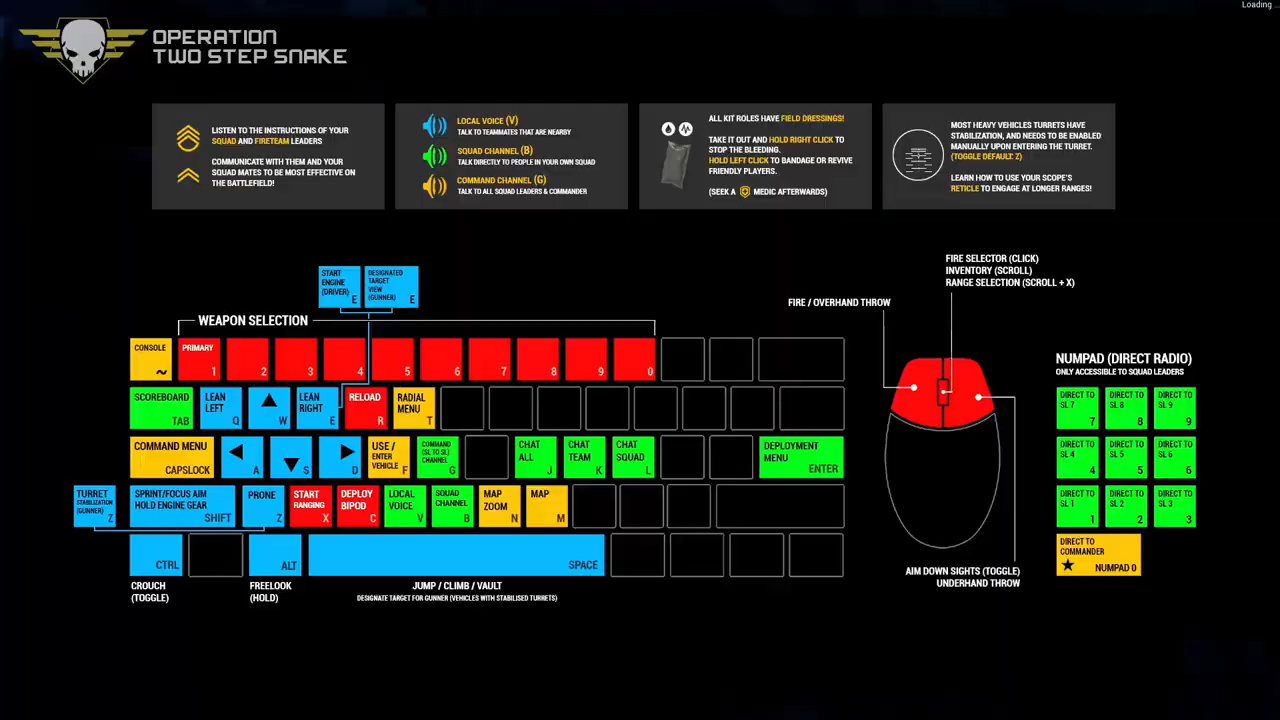 Loading ...
OPERATION
TWO STEP SNAKE
LISTEN TO THE INSTRUCTIONS OF YOUR
SQUAD AND FIRETEAM LEADERS
COMMUNICATE WITH THEM AND YOUR
SQUAD MATES TO BE MOST EFFECTIVE ON
THE BATTLEFIELD!
LOCAL VOICE (V)
TALK TO TEAMMATES THAT ARE NEARBY
SQUAD CHANNEL (B)
TALK DIRECTLY TO PEOPLE IN YOUR OWN SQUAD
COMMAND CHANNEL (G)
TALK TO ALL SQUAD LEADERS & COMMANDER
ALL KIT ROLES HAVE FIELD DRESSINGS!
TAKE IT OUT AND HOLD RIGHT CLICK TO
STOP THE BLEEDING.
HOLD LEFT CLICK TO BANDAGE OR REVIVE
FRIENDLY PLAYERS.
(SEEK A MEDIC AFTERWARDS)
MOST HEAVY VEHICLES TURRETS HAVE
STABILIZATION, AND NEEDS TO BE ENABLED
MANUALLY UPON ENTERING THE TURRET.
(TOGGLE DEFAULT: Z)
LEARN HOW TO USE YOUR SCOPE'S
RETICLE TO ENGAGE AT LONGER RANGES!
START
ENGINE
(DRIVER)
E
DESIGNATED
TARGET
VIEW
(GUNNER)
E
WEAPON SELECTION
CONSOLE
~
PRIMARY
1
2
3
4
5
6
7
8
9
0
SCOREBOARD
TAB
LEAN
LEFT
Q
W
LEAN
RIGHT
E
RELOAD
R
RADIAL
MENU
T
COMMAND MENU
CAPSLOCK
A
S
D
USE /
ENTER
VEHICLE
F
COMMAND
(SL TO SL)
CHANNEL
G
CHAT
ALL
J
CHAT
TEAM
K
CHAT
SQUAD
L
DEPLOYMENT
MENU
ENTER
TURRET
STABILIZATION
(GUNNER)
Z
SPRINT/FOCUS AIM
HOLD ENGINE GEAR
SHIFT
PRONE
Z
START
RANGING
X
DEPLOY
BIPOD
C
LOCAL
VOICE
V
SQUAD
CHANNEL
B
MAP
ZOOM
N
MAP
M
CTRL
ALT
SPACE
CROUCH
(TOGGLE)
FREELOOK
(HOLD)
JUMP / CLIMB / VAULT
DESIGNATE TARGET FOR GUNNER (VEHICLES WITH STABILISED TURRETS)
FIRE SELECTOR (CLICK)
INVENTORY (SCROLL)
RANGE SELECTION (SCROLL + X)
FIRE / OVERHAND THROW
AIM DOWN SIGHTS (TOGGLE)
UNDERHAND THROW
NUMPAD (DIRECT RADIO)
ONLY ACCESSIBLE TO SQUAD LEADERS
DIRECT TO
SL 7
7
DIRECT TO
SL 8
8
DIRECT TO
SL 9
9
DIRECT TO
SL 4
4
DIRECT TO
SL 5
5
DIRECT TO
SL 6
6
DIRECT TO
SL 1
1
DIRECT TO
SL 2
2
DIRECT TO
SL 3
3
DIRECT TO
COMMANDER
NUMPAD 0